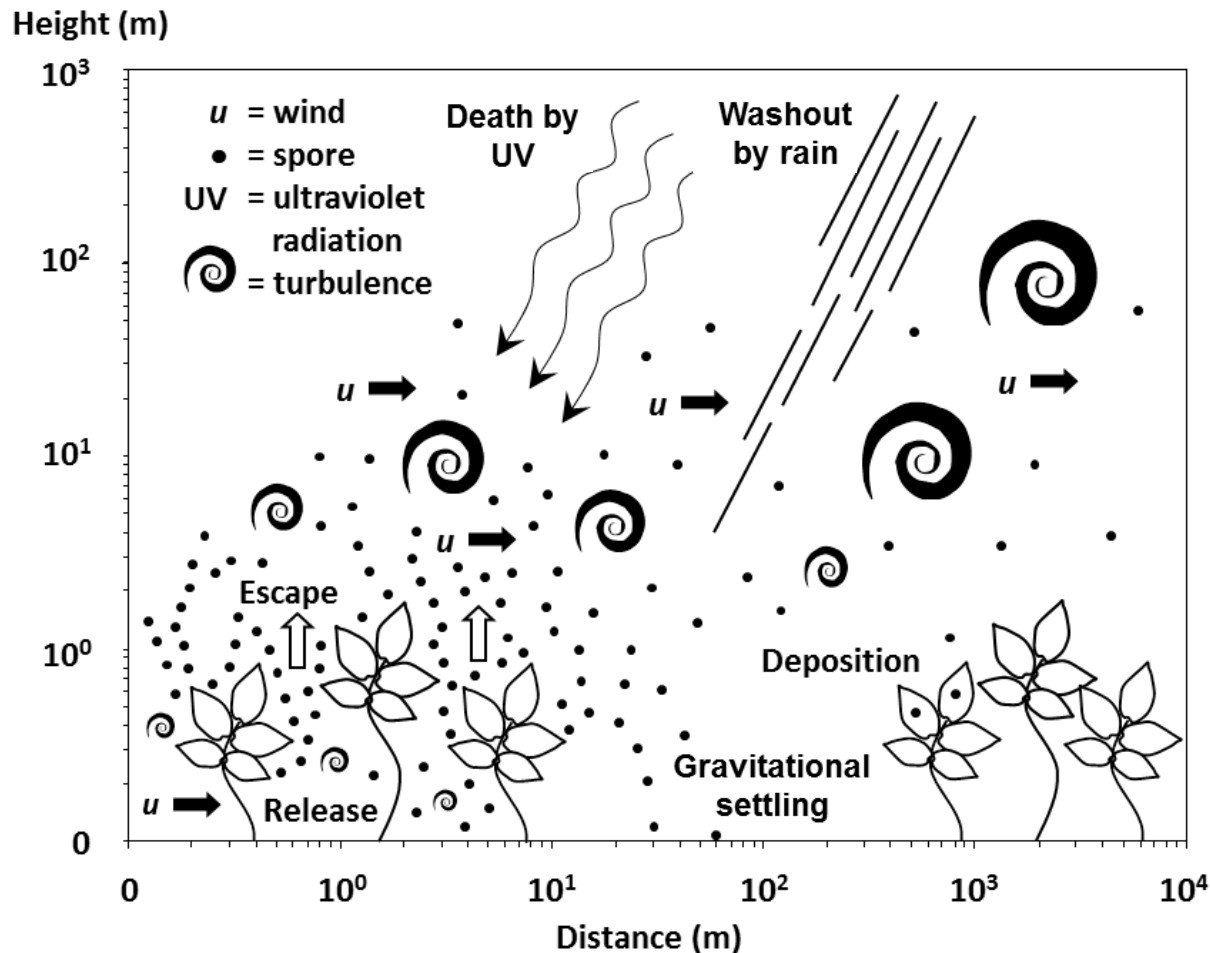 Height (m)
10³
10²
10¹
10⁰
0
u = wind
• = spore
UV = ultraviolet
radiation
= turbulence
Death by
UV
Washout
by rain
u
u
u
u
Escape
Deposition
Gravitational
settling
u
Release
0
10⁰
10¹
10²
10³
10⁴
Distance (m)